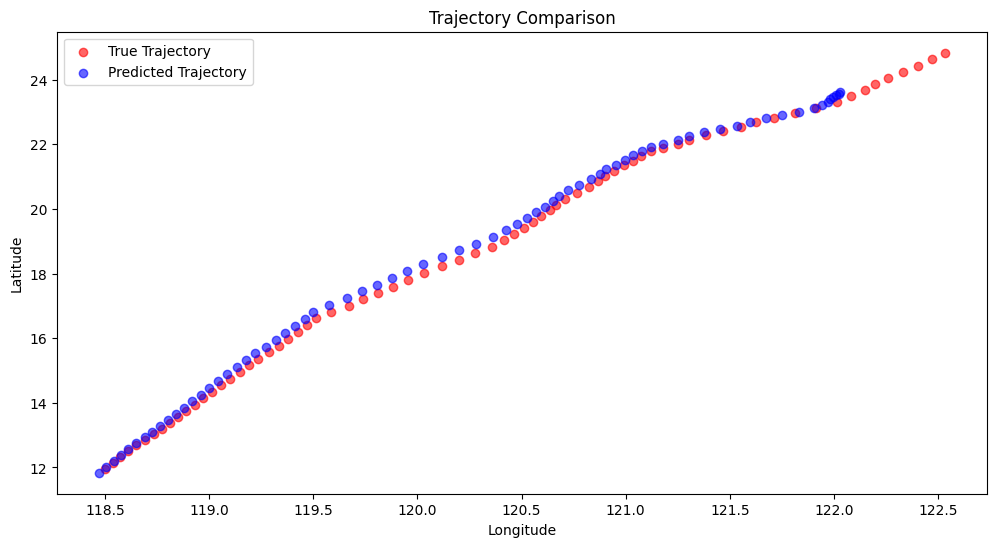 Trajectory Comparison
True Trajectory
Predicted Trajectory
Latitude
24
22
20
18
16
14
12
118.5 119.0 119.5 120.0 120.5 121.0 121.5 122.0 122.5
Longitude